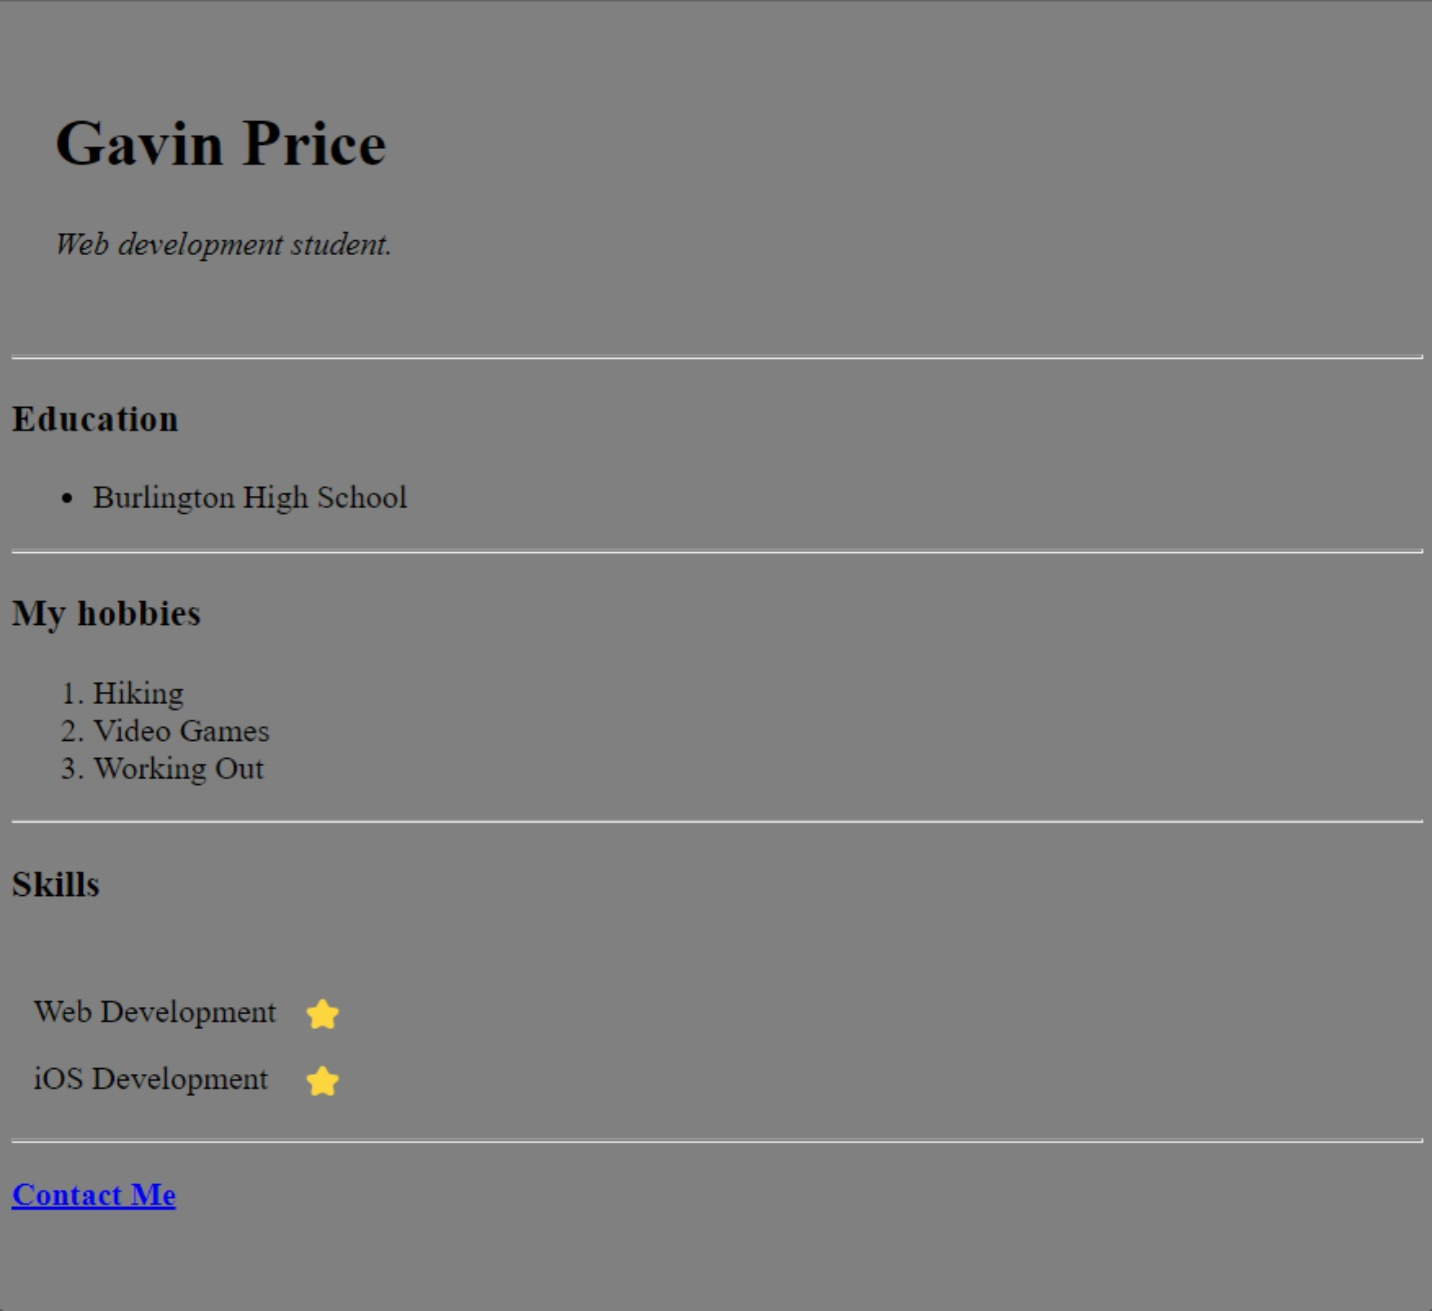 Gavin Price
Web development student.
Education
• Burlington High School
My hobbies
1. Hiking
2. Video Games
3. Working Out
Skills
Web Development ⭐
iOS Development ⭐
Contact Me